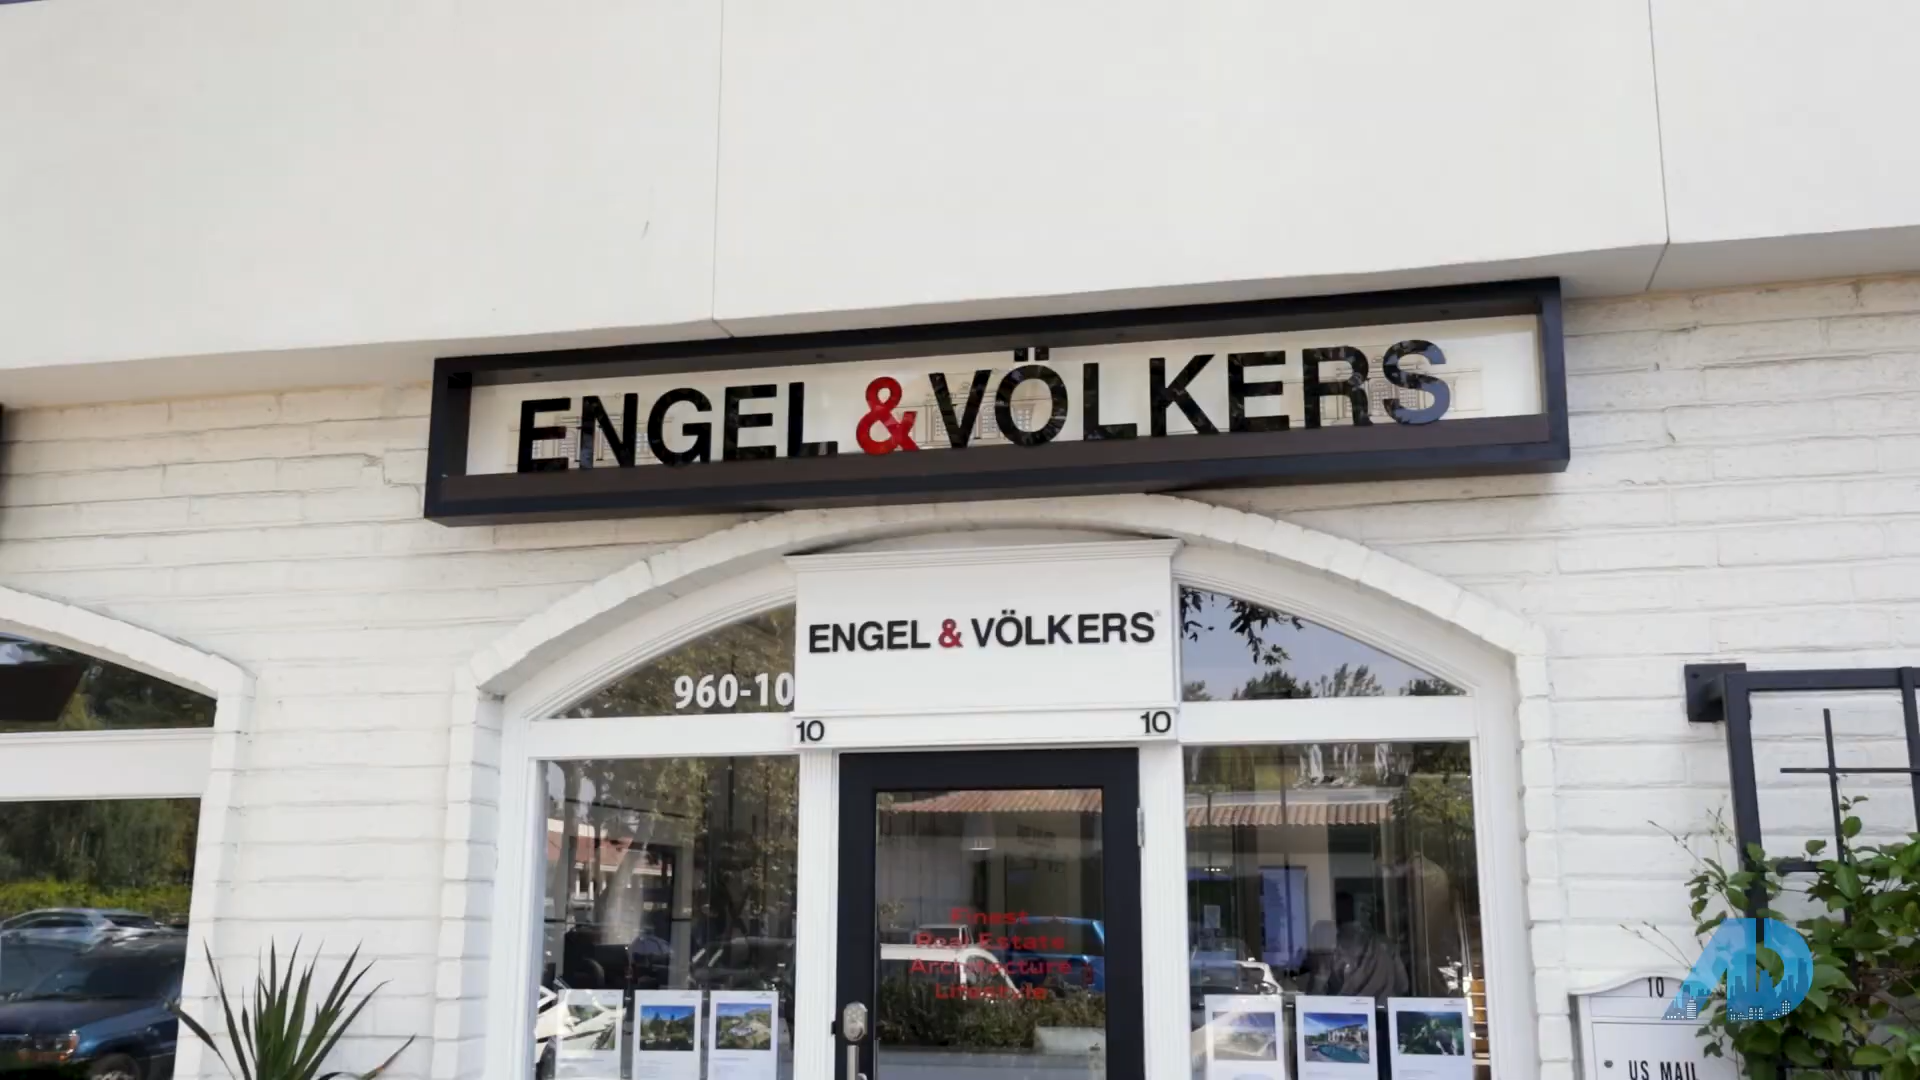 ENGEL & VÖLKERS
ENGEL & VÖLKERS
960-10
10
10
Finest
Real Estate
Architecture
Lifestyle
10
US MAIL